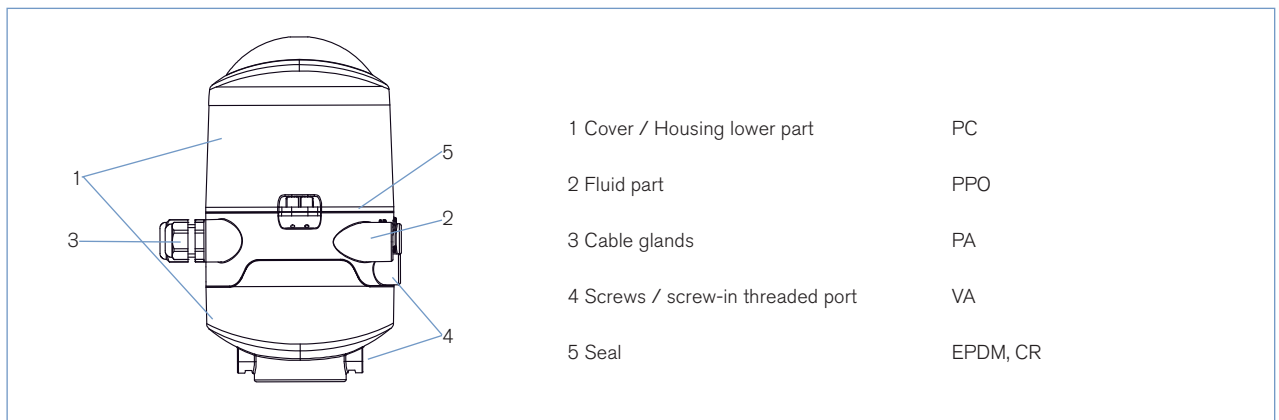 1
3
5
2
4
1 Cover / Housing lower part PC
2 Fluid part PPO
3 Cable glands PA
4 Screws / screw-in threaded port VA
5 Seal EPDM, CR